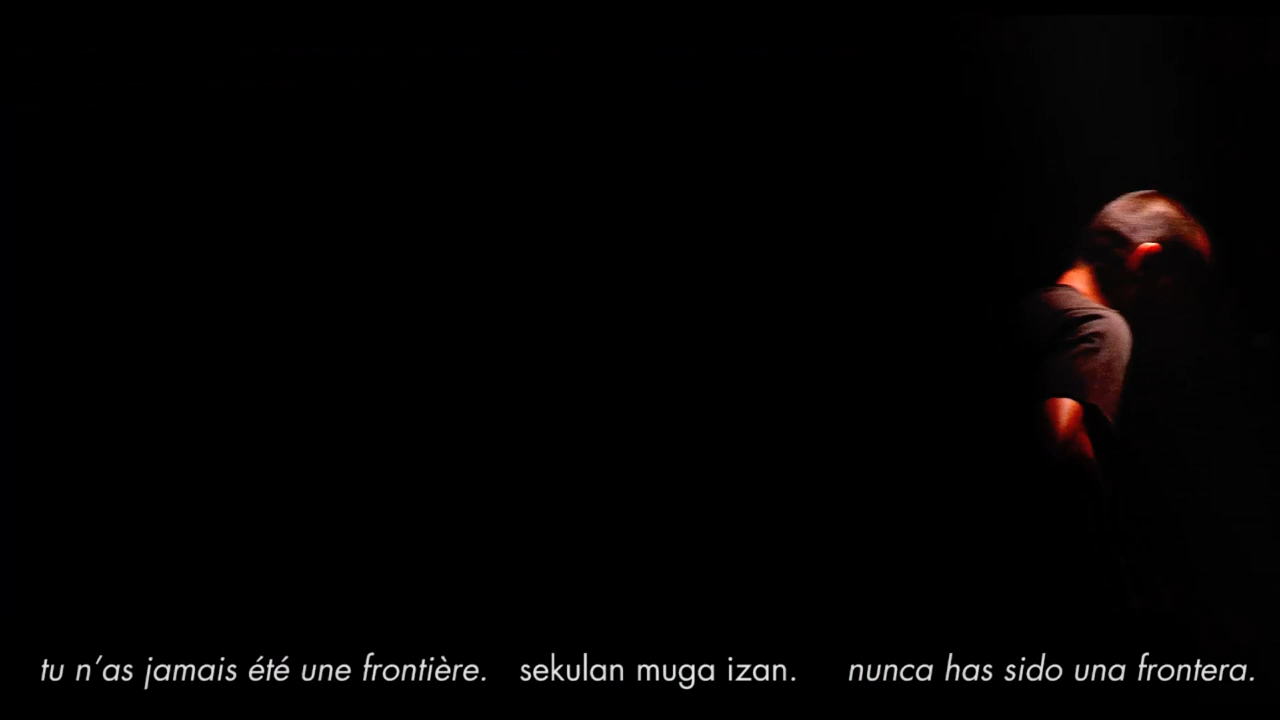 tu n’as jamais été une frontière. sekulan muga izan. nunca has sido una frontera.